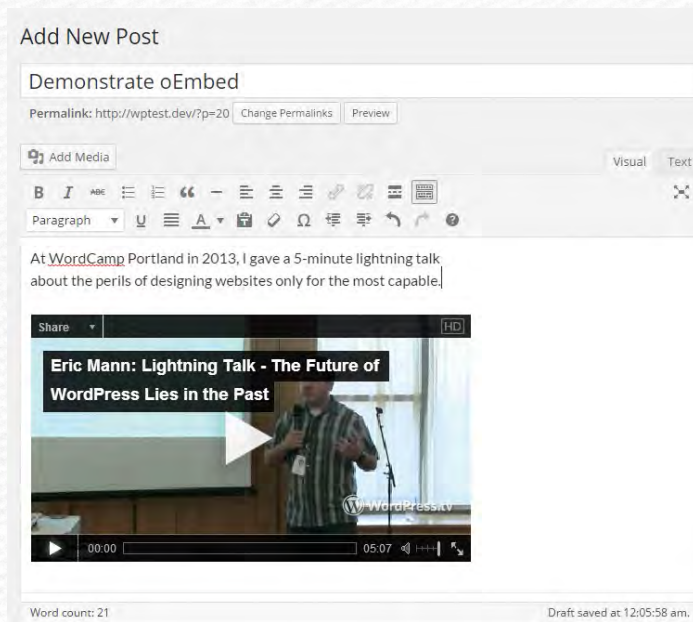 Add New Post
Demonstrate oEmbed
Permalink: http://wptest.dev/?p=20 Change Permalinks Preview
Add Media
Visual Text
B I ABE
Paragraph U A Ω
At WordCamp Portland in 2013, I gave a 5-minute lightning talk
about the perils of designing websites only for the most capable.
Share HD
Eric Mann: Lightning Talk - The Future of
WordPress Lies in the Past
WordPress.tv
00:00 05:07
Word count: 21 Draft saved at 12:05:58 am.